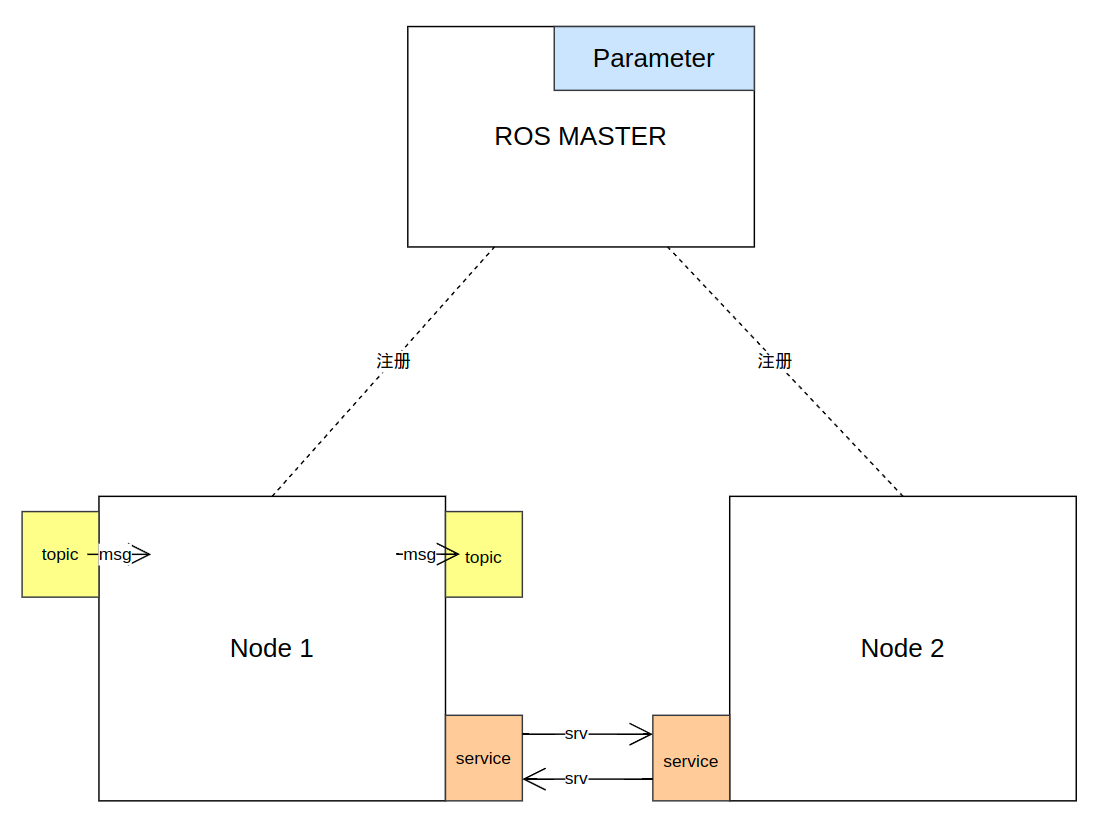 Parameter
ROS MASTER
注册
注册
topic
msg
msg
topic
Node 1
Node 2
service
srv
srv
service